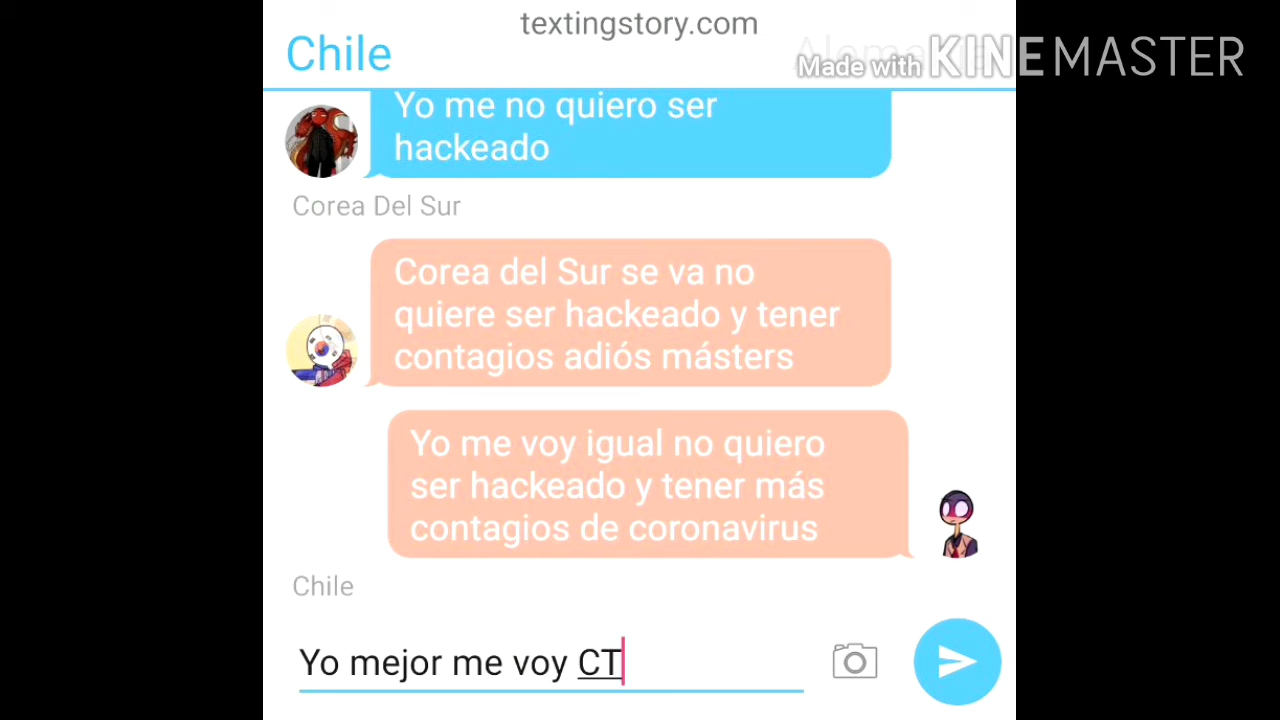 textingstory.com
Chile
Made with KINEMASTER
Yo me no quiero ser
hackeado
Corea Del Sur
Corea del Sur se va no
quiere ser hackeado y tener
contagios adiós másters
Yo me voy igual no quiero
ser hackeado y tener más
contagios de coronavirus
Chile
Yo mejor me voy CT